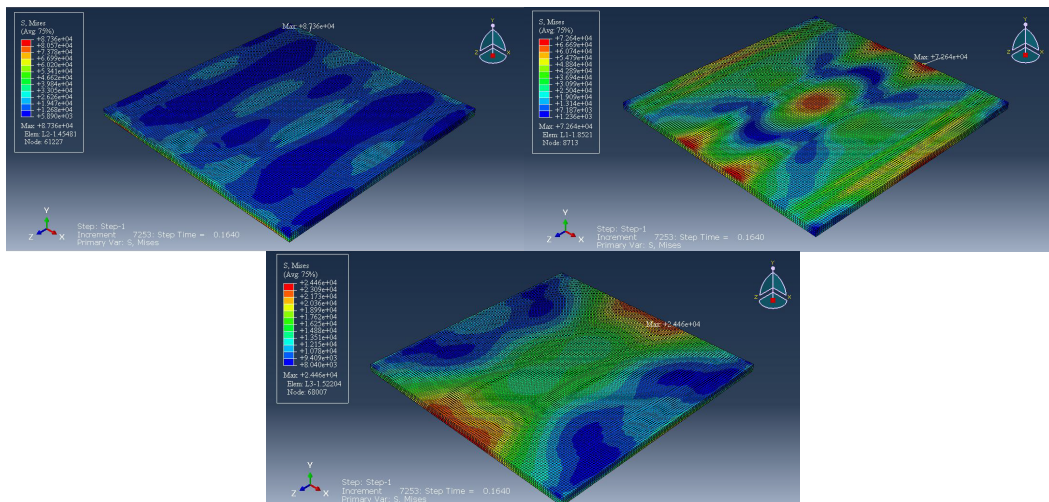 S, Mises
(Avg: 75%)
+8.736e+04
+8.057e+04
+7.378e+04
+6.699e+04
+6.020e+04
+5.341e+04
+4.662e+04
+3.984e+04
+3.305e+04
+2.626e+04
+1.947e+04
+1.268e+04
+5.890e+03
Max: +8.736e+04
Elem: L2-1.45481
Node: 61227
Max: +8.736e+04
Y
Z
X
Y
Z
X
Step: Step-1
Increment 7253: Step Time = 0.1640
Primary Var: S, Mises
S, Mises
(Avg: 75%)
+7.264e+04
+6.669e+04
+6.074e+04
+5.479e+04
+4.884e+04
+4.289e+04
+3.694e+04
+3.099e+04
+2.504e+04
+1.909e+04
+1.314e+04
+7.187e+03
+1.236e+03
Max: +7.264e+04
Elem: L1-1.8521
Node: 8713
Max: +7.264e+04
Y
Z
X
Y
Z
X
Step: Step-1
Increment 7253: Step Time = 0.1640
Primary Var: S, Mises
S, Mises
(Avg: 75%)
+2.446e+04
+2.309e+04
+2.173e+04
+2.036e+04
+1.899e+04
+1.762e+04
+1.625e+04
+1.488e+04
+1.351e+04
+1.215e+04
+1.078e+04
+9.409e+03
+8.040e+03
Max: +2.446e+04
Elem: L3-1.52204
Node: 68007
Max: +2.446e+04
Y
Z
X
Y
Z
X
Step: Step-1
Increment 7253: Step Time = 0.1640
Primary Var: S, Mises